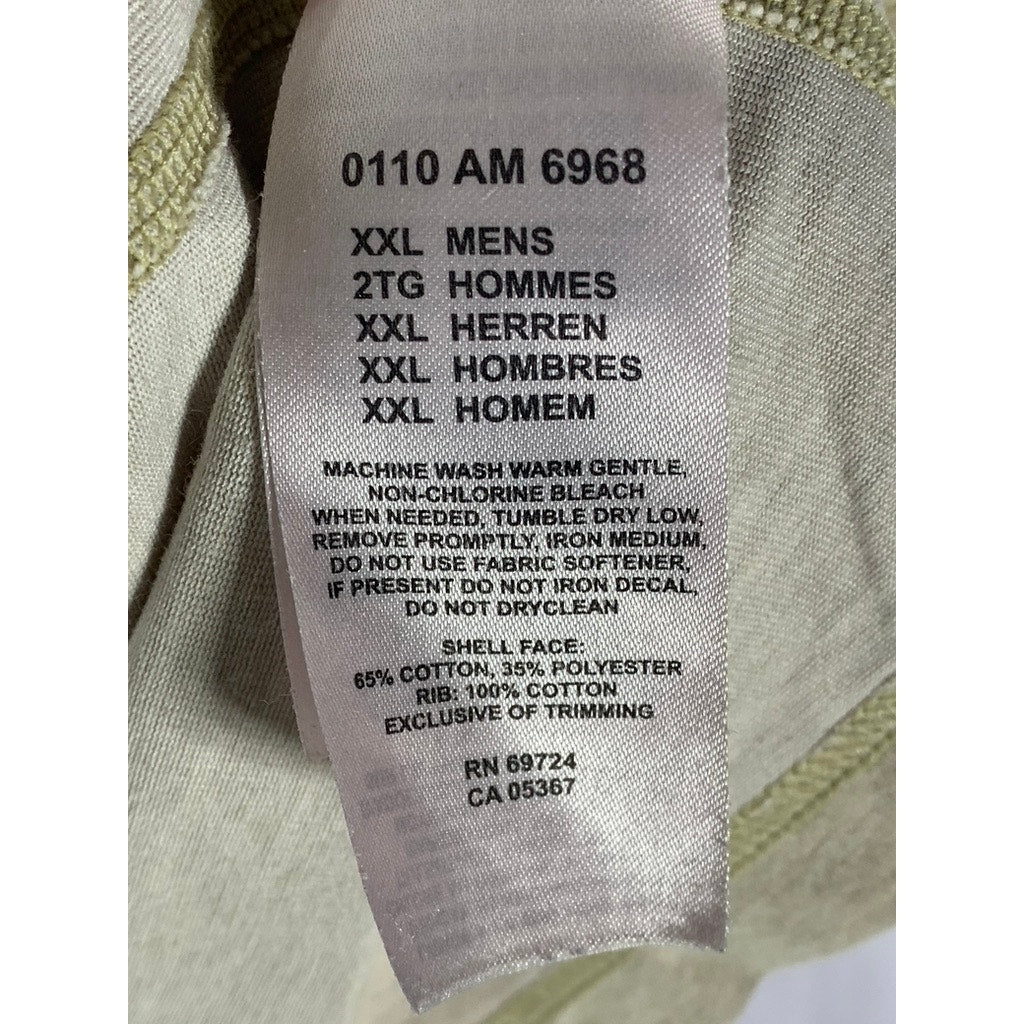 0110 AM 6968
XXL MENS
2TG HOMMES
XXL HERREN
XXL HOMBRES
XXL HOMEM
MACHINE WASH WARM GENTLE,
NON-CHLORINE BLEACH
WHEN NEEDED, TUMBLE DRY LOW,
REMOVE PROMPTLY, IRON MEDIUM,
DO NOT USE FABRIC SOFTENER,
IF PRESENT DO NOT IRON DECAL,
DO NOT DRYCLEAN
SHELL FACE:
65% COTTON, 35% POLYESTER
RIB: 100% COTTON
EXCLUSIVE OF TRIMMING
RN 69724
CA 05367